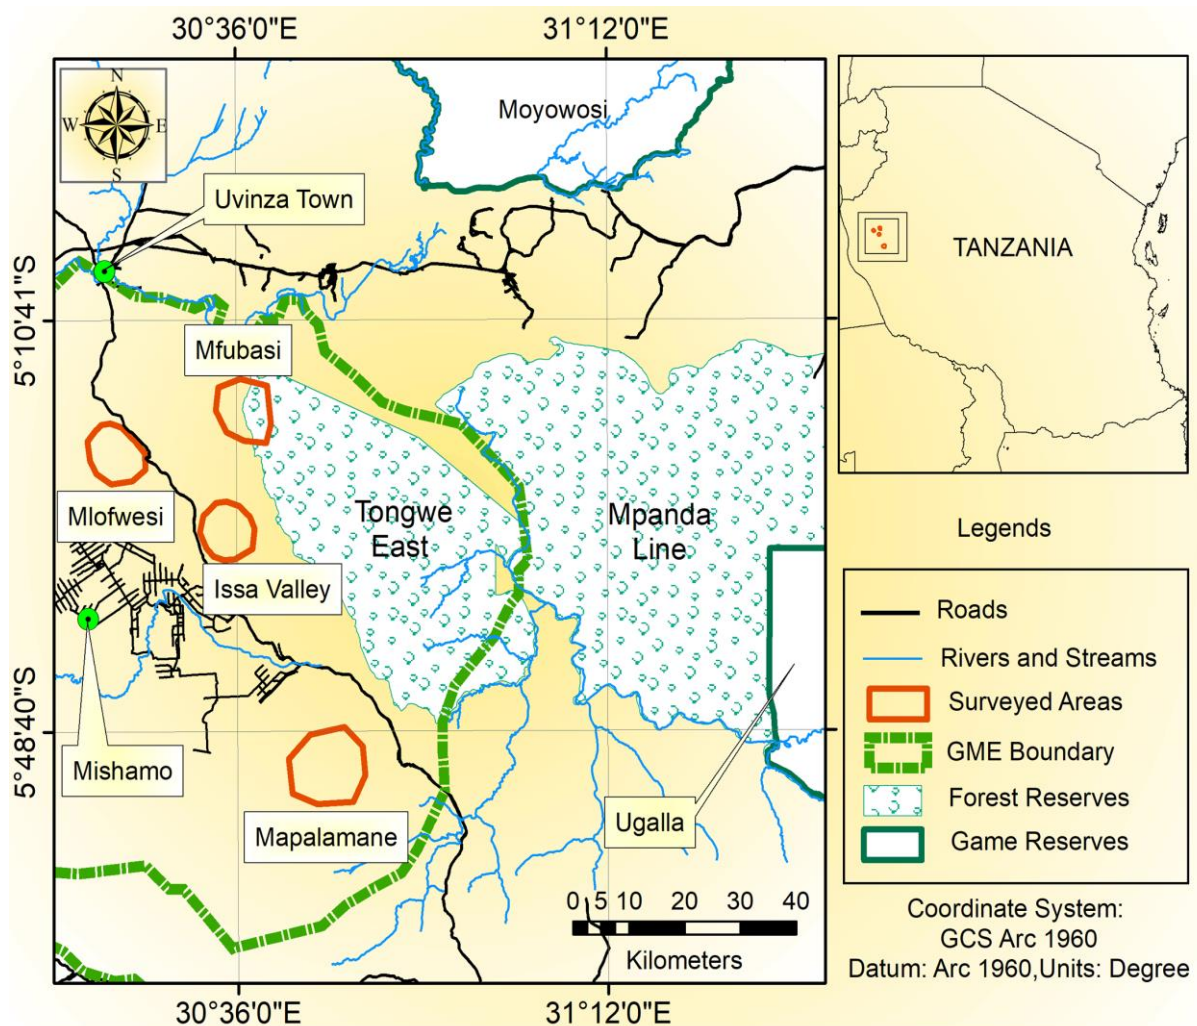 30°36'0"E
31°12'0"E
N
W
E
S
Moyowosi
Uvinza Town
TANZANIA
5°10'41"S
Mfubasi
Mlofwesi
Tongwe
East
Mpanda
Line
Issa Valley
5°48'40"S
Mishamo
Mapalamane
Ugalla
0 5 10 20 30 40
Kilometers
30°36'0"E
31°12'0"E
Legends
Roads
Rivers and Streams
Surveyed Areas
GME Boundary
Forest Reserves
Game Reserves
Coordinate System:
GCS Arc 1960
Datum: Arc 1960,Units: Degree